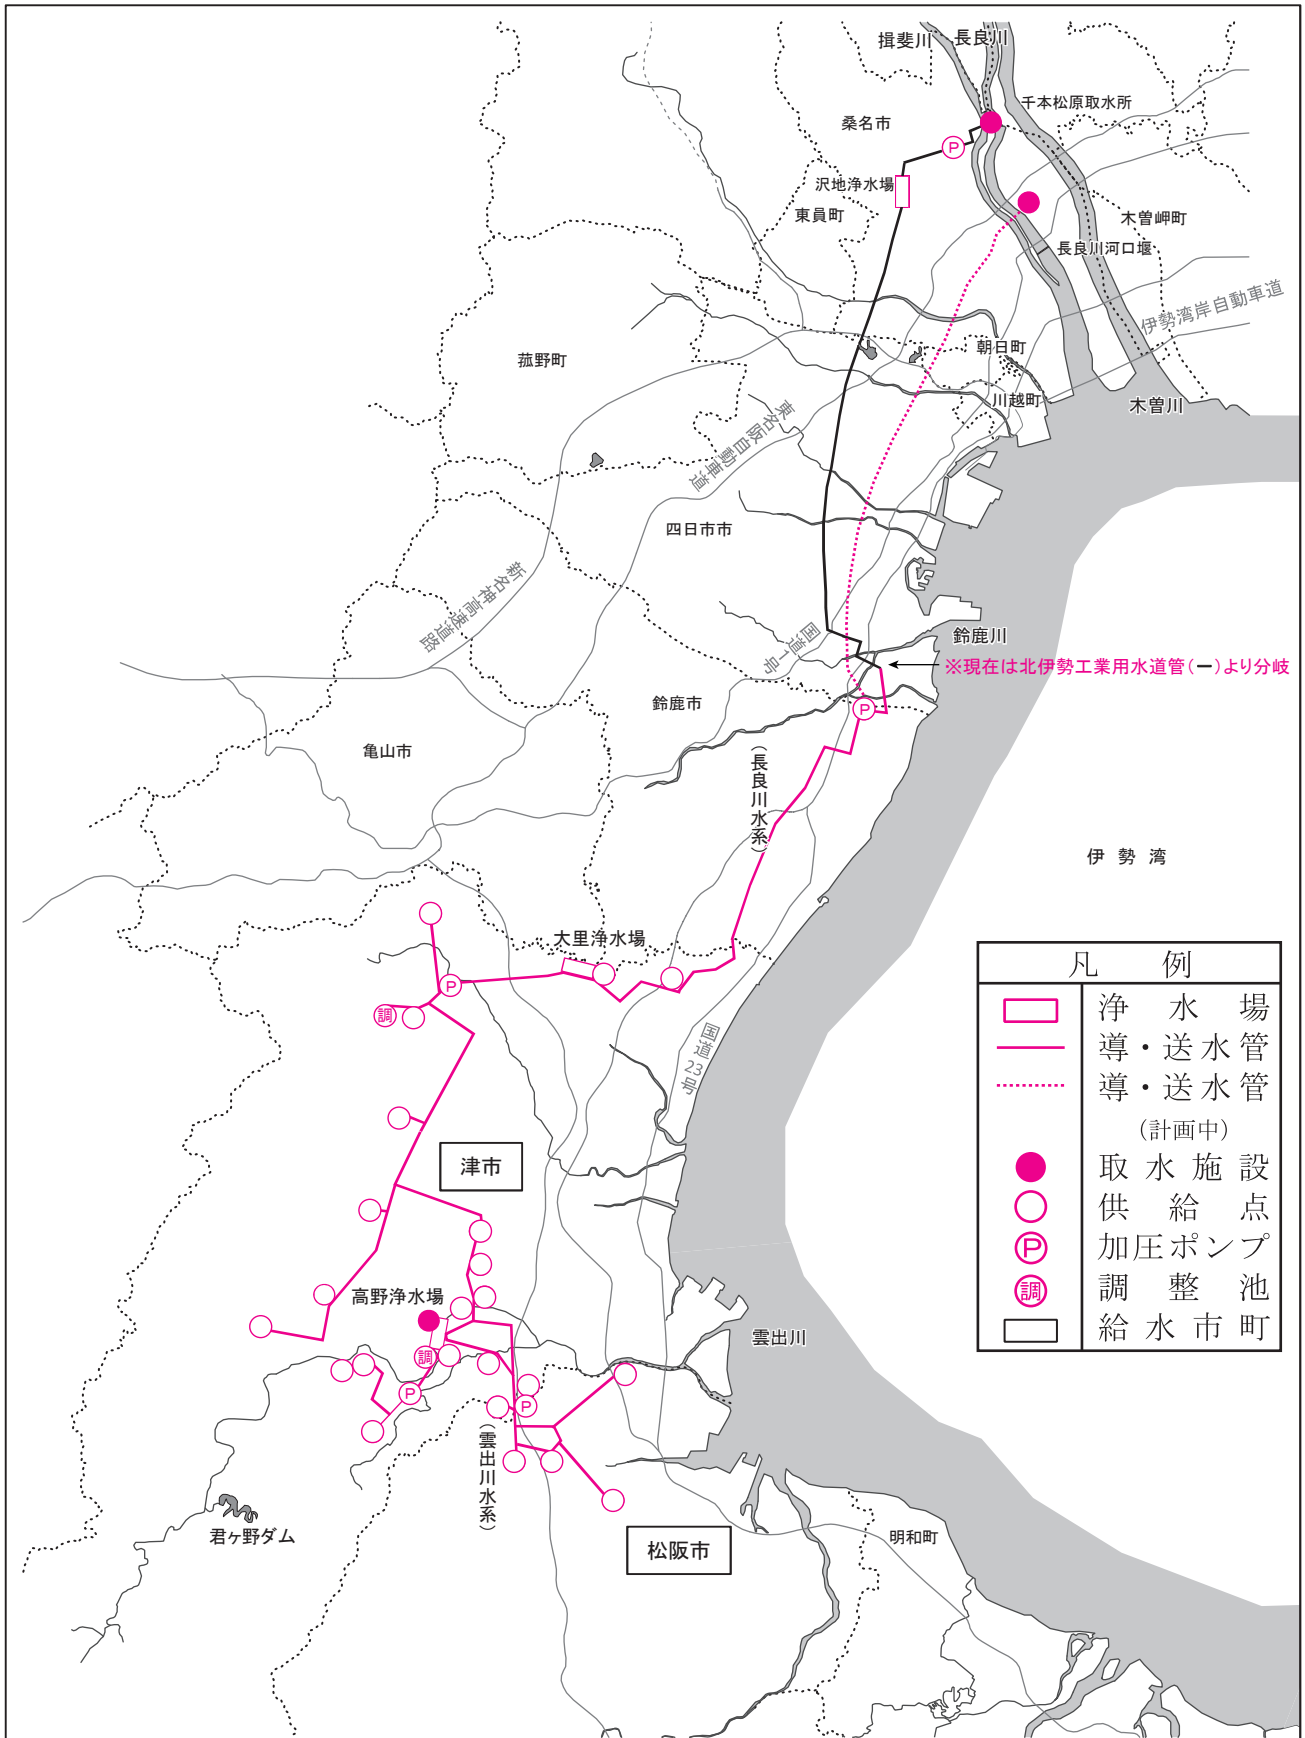 揖斐川
長良川
千本松原取水所
桑名市
P
沢地浄水場
東員町
木曽岬町
長良川河口堰
伊勢湾岸自動車道
朝日町
菰野町
川越町
木曽川
東名阪自動車道
四日市市
新名神高速道路
国道1号
鈴鹿川
※現在は北伊勢工業用水道管(ー)より分岐
鈴鹿市
P
亀山市
(長良川水系)
伊勢湾
大里浄水場
P
調
国道23号
津市
高野浄水場
調
P
P
雲出川
(雲出川水系)
君ヶ野ダム
松阪市
明和町
凡例
浄水場
導・送水管
導・送水管
(計画中)
取水施設
供給点
P 加圧ポンプ
調 調整池
給水市町